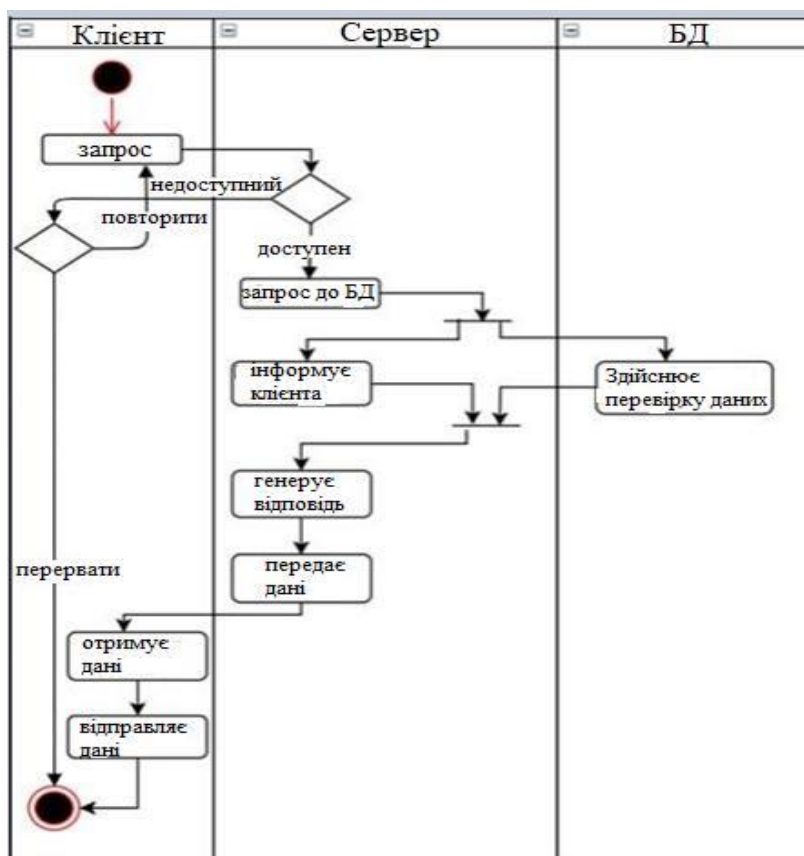 Клієнт
Сервер
БД
запрос
недоступний
повторити
доступен
запрос до БД
інформує
клієнта
Здійснює
перевірку даних
генерує
відповідь
перервати
передає
дані
отримує
дані
відправляє
дані